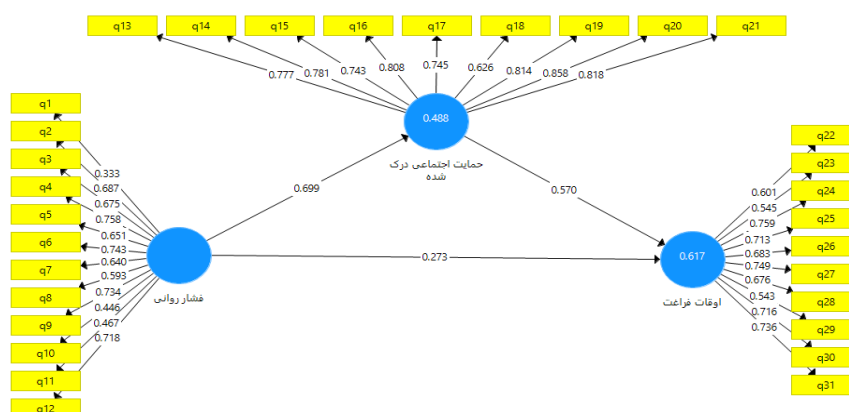 q13
q14
q15
q16
q17
q18
q19
q20
q21
0.777
0.781
0.743
0.808
0.745
0.626
0.814
0.858
0.818
0.488
حمایت اجتماعی درک
شده
q1
q2
q3
q4
q5
q6
q7
q8
q9
q10
q11
q12
0.333
0.687
0.675
0.758
0.651
0.743
0.640
0.593
0.734
0.446
0.467
0.718
فشار روانی
0.699
0.570
0.273
0.617
اوقات فراغت
0.601
0.545
0.759
0.713
0.683
0.749
0.676
0.543
0.716
0.736
q22
q23
q24
q25
q26
q27
q28
q29
q30
q31